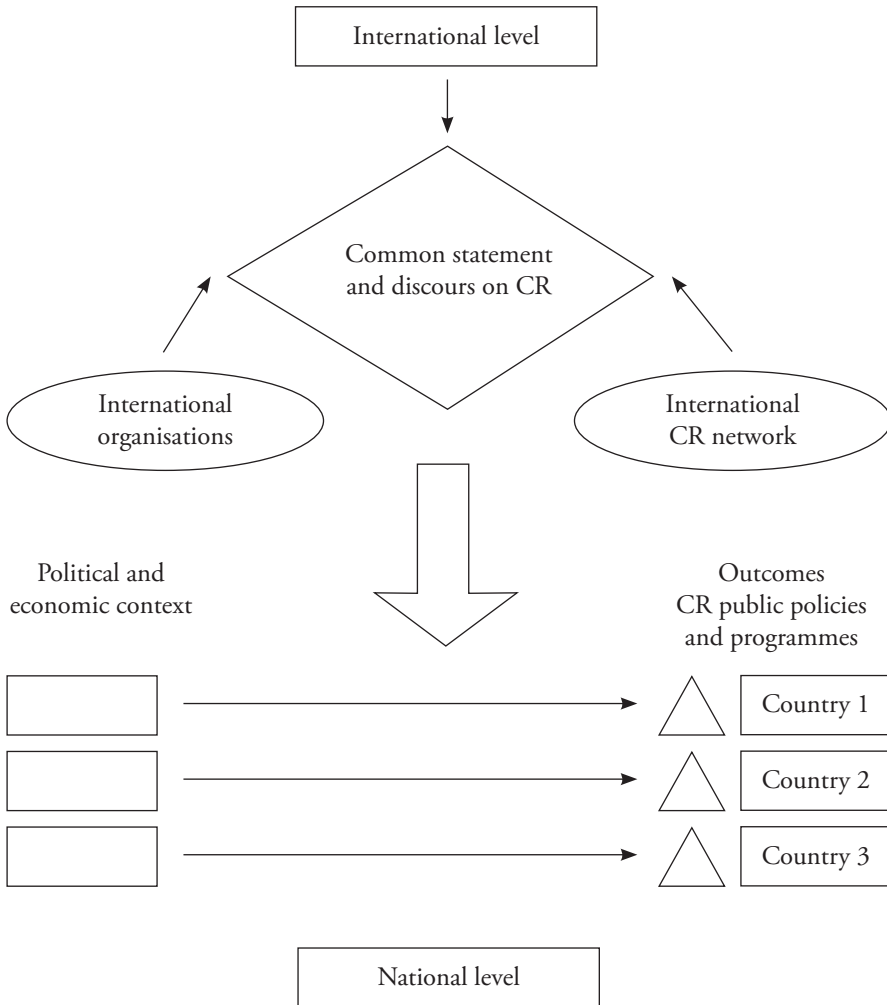 International level
Common statement
and discours on CR
International
organisations
International
CR network
Political and
economic context
Outcomes
CR public policies
and programmes
Country 1
Country 2
Country 3
National level